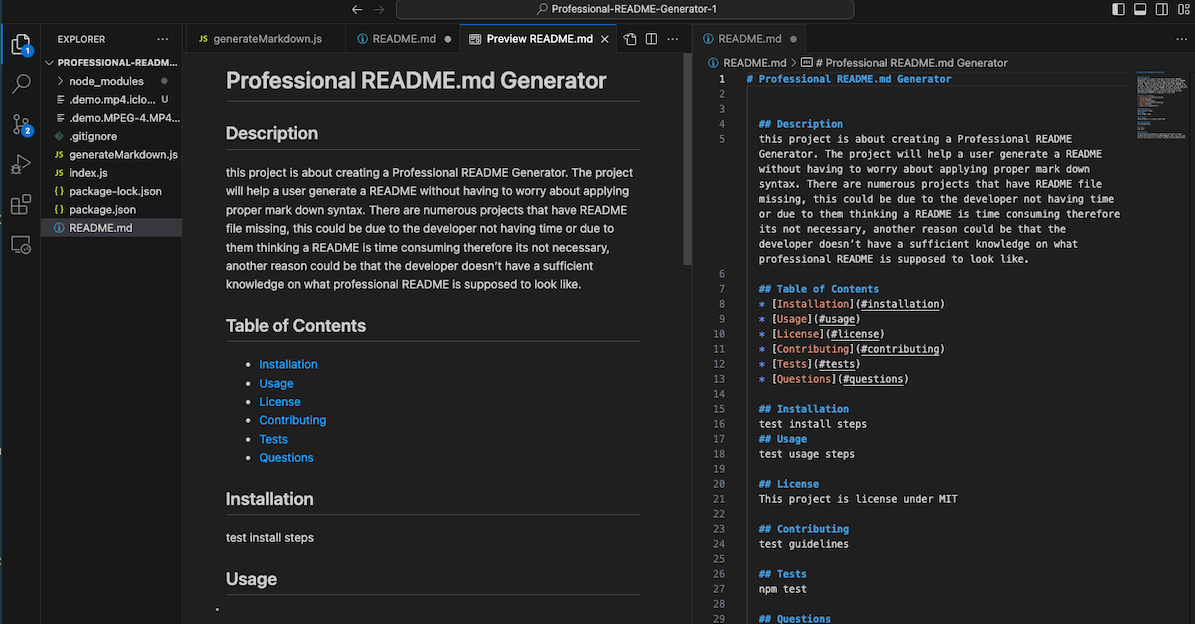 Professional-README-Generator-1
EXPLORER
PROFESSIONAL-READM...
node_modules
.demo.mp4.iclo... U
.demo.MPEG-4.MP4...
.gitignore
JS generateMarkdown.js
JS index.js
{} package-lock.json
{} package.json
README.md
1
2
JS generateMarkdown.js
README.md
Preview README.md
Professional README.md Generator
Description
this project is about creating a Professional README Generator. The project
will help a user generate a README without having to worry about applying
proper mark down syntax. There are numerous projects that have README
file missing, this could be due to the developer not having time or due to
them thinking a README is time consuming therefore its not necessary,
another reason could be that the developer doesn’t have a sufficient
knowledge on what professional README is supposed to look like.
Table of Contents
• Installation
• Usage
• License
• Contributing
• Tests
• Questions
Installation
test install steps
Usage
README.md
README.md > # Professional README.md Generator
1 # Professional README.md Generator
2
3
4 ## Description
5 this project is about creating a Professional README
Generator. The project will help a user generate a README
without having to worry about applying proper mark down
syntax. There are numerous projects that have README file
missing, this could be due to the developer not having time
or due to them thinking a README is time consuming therefore
its not necessary, another reason could be that the
developer doesn’t have a sufficient knowledge on what
professional README is supposed to look like.
6
7 ## Table of Contents
8 * [Installation](#installation)
9 * [Usage](#usage)
10 * [License](#license)
11 * [Contributing](#contributing)
12 * [Tests](#tests)
13 * [Questions](#questions)
14
15 ## Installation
16 test install steps
17 ## Usage
18 test usage steps
19
20 ## License
21 This project is license under MIT
22
23 ## Contributing
24 test guidelines
25
26 ## Tests
27 npm test
28
29 ## Questions